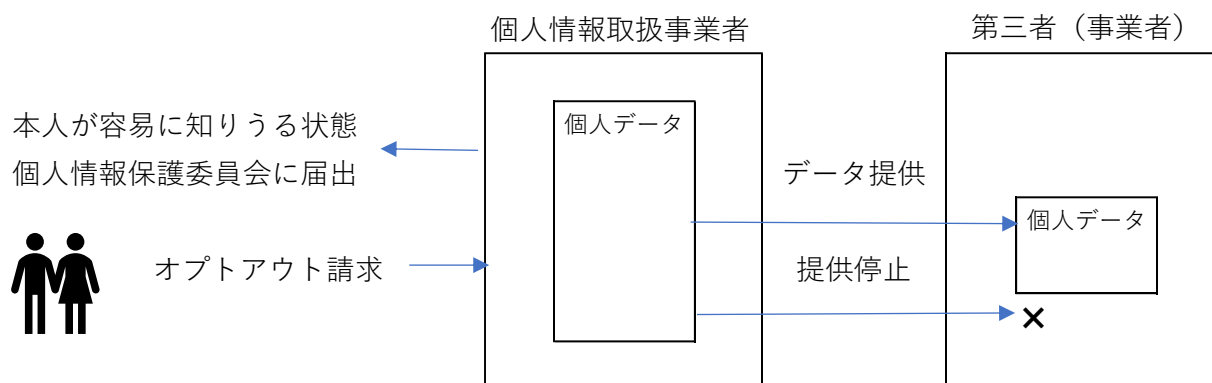 個人情報取扱事業者
第三者（事業者）
個人データ
本人が容易に知りうる状態
個人情報保護委員会に届出
データ提供
個人データ
オプトアウト請求
提供停止
×